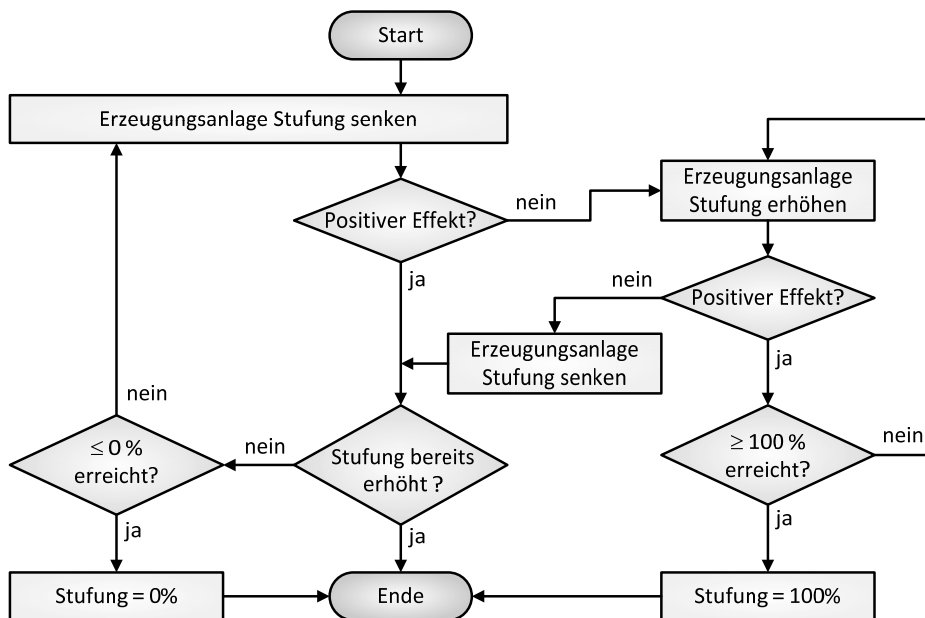 Start
Erzeugungsanlage Stufung senken
Positiver Effekt?
nein
Erzeugungsanlage
Stufung erhöhen
ja
nein
Positiver Effekt?
Erzeugungsanlage
Stufung senken
ja
nein
≤ 0 %
erreicht?
nein
Stufung bereits
erhöht ?
≥ 100 %
erreicht?
nein
ja
ja
ja
Stufung = 0%
Ende
Stufung = 100%